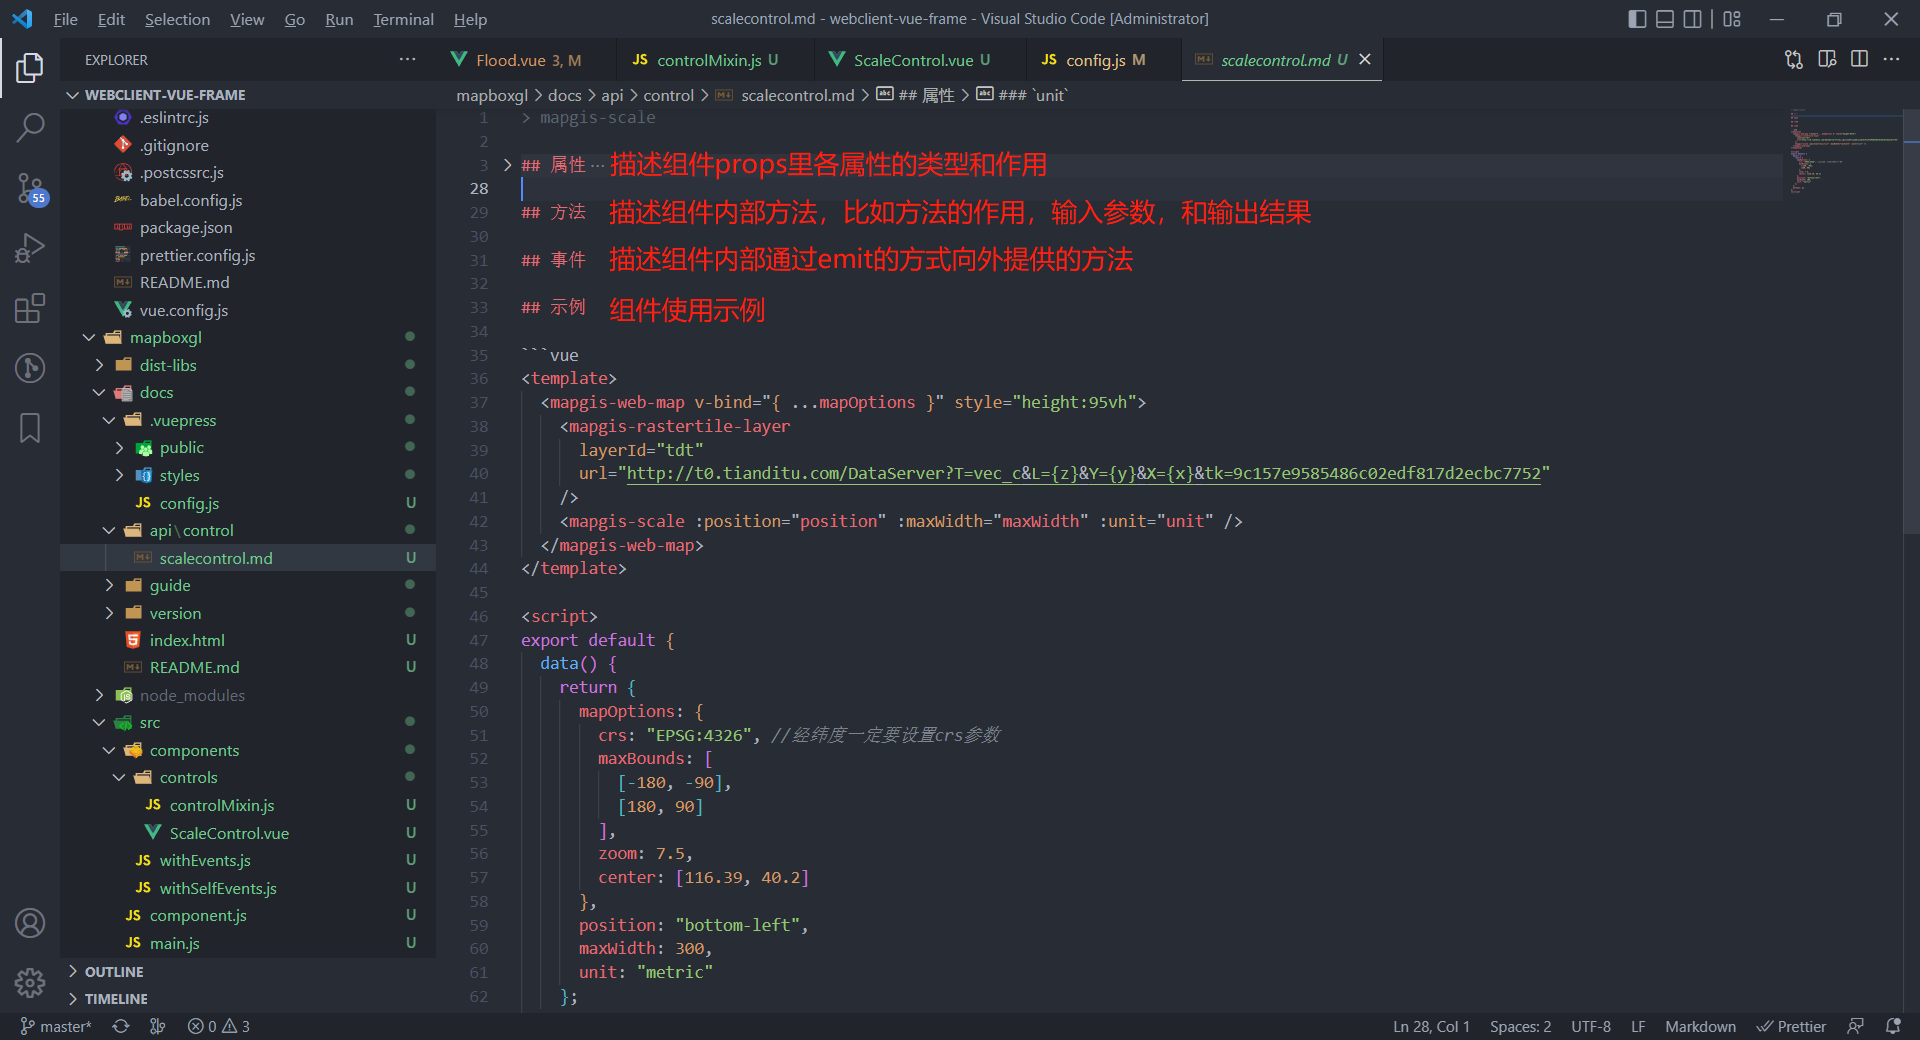 File Edit Selection View Go Run Terminal Help
scalecontrol.md - webclient-vue-frame - Visual Studio Code [Administrator]
EXPLORER
Flood.vue 3, M
JS controlMixin.js U
ScaleControl.vue U
JS config.js M
scalecontrol.md U
WEBCLIENT-VUE-FRAME
mapboxgl > docs > api > control > scalecontrol.md > ## 属性 > ### `unit`
.eslintrc.js
.gitignore
.postcssrc.js
babel.config.js
package.json
prettier.config.js
README.md
vue.config.js
mapboxgl
dist-libs
docs
.vuepress
public
styles
JS config.js U
api\control
scalecontrol.md U
guide
version
index.html U
README.md U
node_modules
src
components
controls
JS controlMixin.js U
ScaleControl.vue U
JS withEvents.js U
JS withSelfEvents.js U
JS component.js U
JS main.js U
OUTLINE
TIMELINE
55
1 > mapgis-scale
2
3 ## 属性 ··· 描述组件props里各属性的类型和作用
28
29 ## 方法 描述组件内部方法，比如方法的作用，输入参数，和输出结果
30
31 ## 事件 描述组件内部通过emit的方式向外提供的方法
32
33 ## 示例 组件使用示例
34
35 ```vue
36 <template>
37 <mapgis-web-map v-bind="{ ...mapOptions }" style="height:95vh">
38 <mapgis-rastertile-layer
39 layerId="tdt"
40 url="http://t0.tianditu.com/DataServer?T=vec_c&L={z}&Y={y}&X={x}&tk=9c157e9585486c02edf817d2ecbc7752"
41 />
42 <mapgis-scale :position="position" :maxWidth="maxWidth" :unit="unit" />
43 </mapgis-web-map>
44 </template>
45
46 <script>
47 export default {
48 data() {
49 return {
50 mapOptions: {
51 crs: "EPSG:4326", //经纬度一定要设置crs参数
52 maxBounds: [
53 [-180, -90],
54 [180, 90]
55 ],
56 zoom: 7.5,
57 center: [116.39, 40.2]
58 },
59 position: "bottom-left",
60 maxWidth: 300,
61 unit: "metric"
62 };
master* 0 3
Ln 28, Col 1 Spaces: 2 UTF-8 LF Markdown Prettier